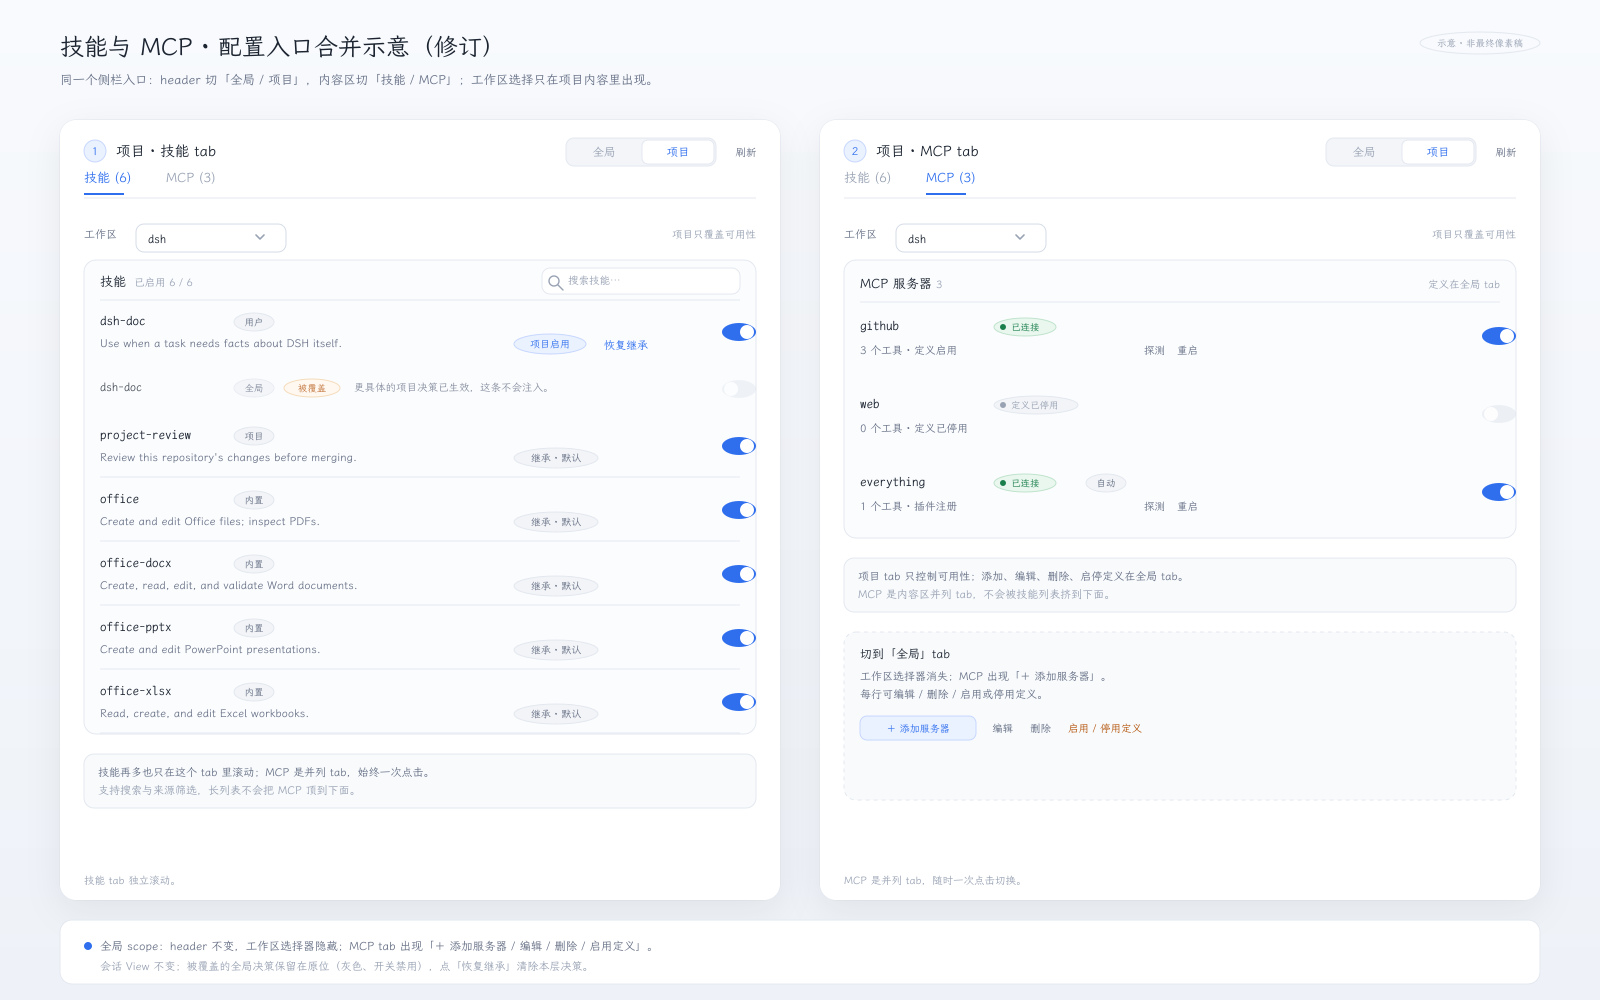 技能与 MCP · 配置入口合并示意（修订）
示意 · 非最终像素稿
同一个侧栏入口：header 切「全局 / 项目」，内容区切「技能 / MCP」；工作区选择只在项目内容里出现。
1 项目 · 技能 tab
全局 项目 刷新
技能 (6) MCP (3)
工作区 dsh 项目只覆盖可用性
技能 已启用 6 / 6 搜索技能…
dsh-doc 用户
Use when a task needs facts about DSH itself. 项目启用 恢复继承
dsh-doc 全局 被覆盖 更具体的项目决策已生效，这条不会注入。
project-review 项目
Review this repository's changes before merging. 继承 · 默认
office 内置
Create and edit Office files; inspect PDFs. 继承 · 默认
office-docx 内置
Create, read, edit, and validate Word documents. 继承 · 默认
office-pptx 内置
Create and edit PowerPoint presentations. 继承 · 默认
office-xlsx 内置
Read, create, and edit Excel workbooks. 继承 · 默认
技能再多也只在这个 tab 里滚动；MCP 是并列 tab，始终一次点击。
支持搜索与来源筛选，长列表不会把 MCP 顶到下面。
技能 tab 独立滚动。
2 项目 · MCP tab
全局 项目 刷新
技能 (6) MCP (3)
工作区 dsh 项目只覆盖可用性
MCP 服务器 3 定义在全局 tab
github 已连接
3 个工具 · 定义启用 探测 重启
web 定义已停用
0 个工具 · 定义已停用
everything 已连接 自动
1 个工具 · 插件注册 探测 重启
项目 tab 只控制可用性；添加、编辑、删除、启停定义在全局 tab。
MCP 是内容区并列 tab，不会被技能列表挤到下面。
切到「全局」tab
工作区选择器消失；MCP 出现「+ 添加服务器」。
每行可编辑 / 删除 / 启用或停用定义。
+ 添加服务器 编辑 删除 启用 / 停用定义
MCP 是并列 tab，随时一次点击切换。
全局 scope：header 不变，工作区选择器隐藏；MCP tab 出现「+ 添加服务器 / 编辑 / 删除 / 启用定义」。
会话 View 不变；被覆盖的全局决策保留在原位（灰色、开关禁用），点「恢复继承」清除本层决策。